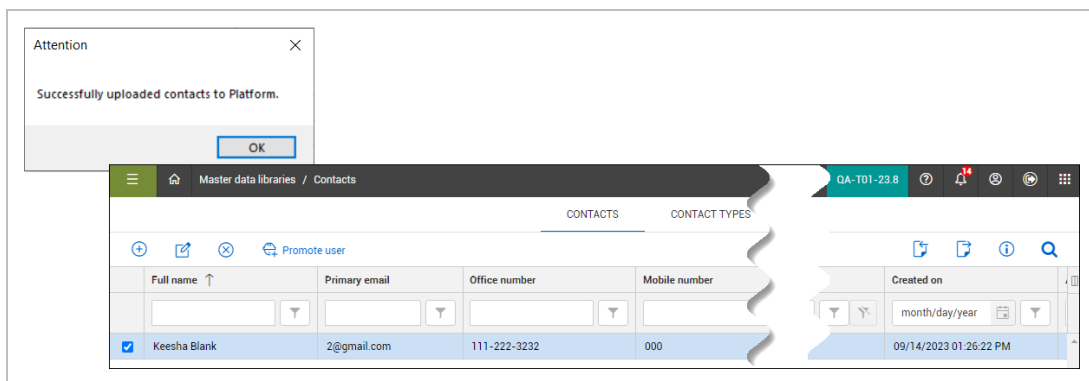 Attention
Successfully uploaded contacts to Platform.
OK
Master data libraries / Contacts
QA-T01-23.8
14
CONTACTS CONTACT TYPES
Promote user
Full name ↑ Primary email Office number Mobile number Created on
month/day/year
Keesha Blank 2@gmail.com 111-222-3232 000 09/14/2023 01:26:22 PM